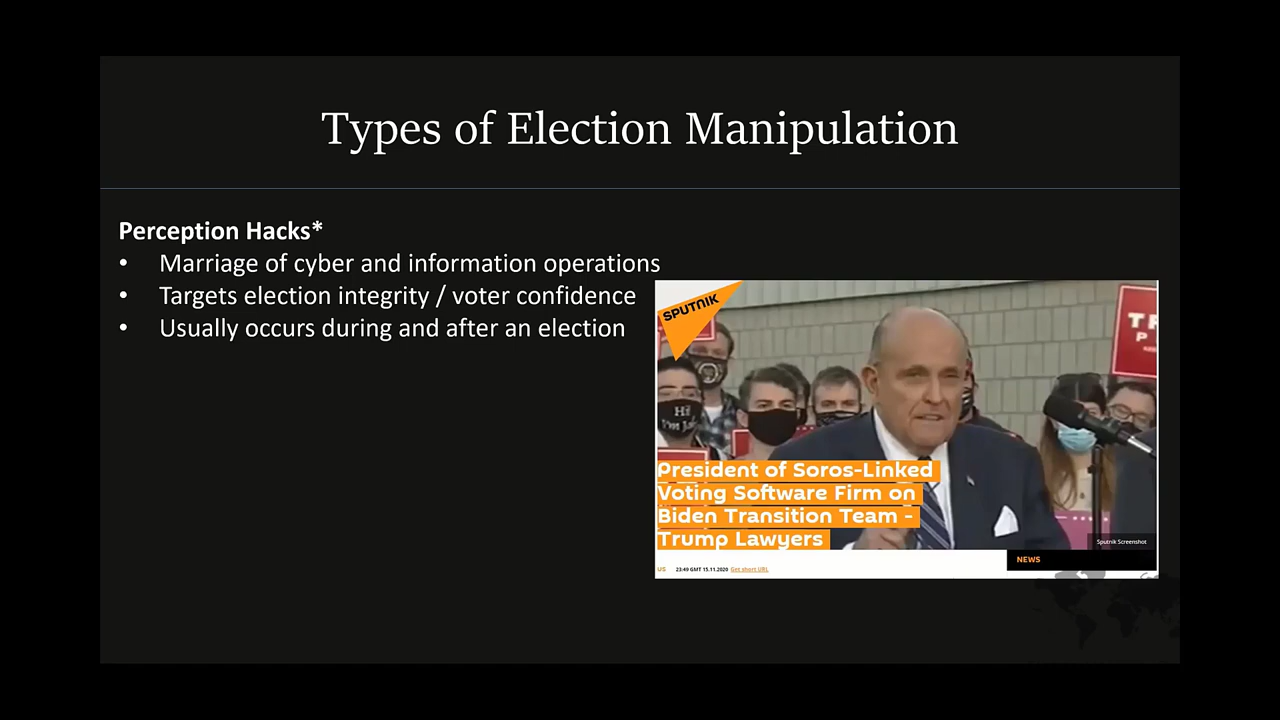 Types of Election Manipulation
Perception Hacks*
• Marriage of cyber and information operations
• Targets election integrity / voter confidence
• Usually occurs during and after an election
SPUTNIK
Hi
I'm
President of Soros-Linked
Voting Software Firm on
Biden Transition Team -
Trump Lawyers
Sputnik Screenshot
NEWS
US 23:49 GMT 15.11.2020 Get short URL